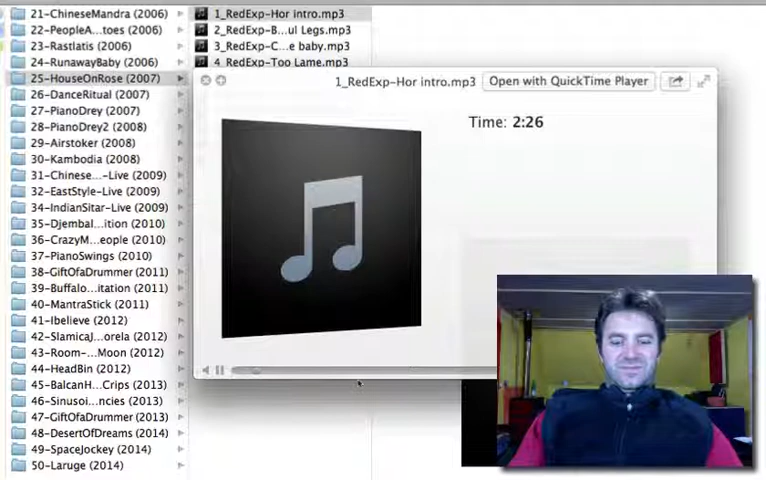 21-ChineseMandra (2006)
22-PeopleA...toes (2006)
23-Rastlatis (2006)
24-RunawayBaby (2006)
25-HouseOnRose (2007)
26-DanceRitual (2007)
27-PianoDrey (2007)
28-PianoDrey2 (2008)
29-Airstoker (2008)
30-Kambodia (2008)
31-Chinese...-Live (2009)
32-EastStyle-Live (2009)
34-IndianSitar-Live (2009)
35-Djembal...ition (2010)
36-CrazyM...eople (2010)
37-PianoSwings (2010)
38-GiftOfaDrummer (2011)
39-Buffalo...itation (2011)
40-MantraStick (2011)
41-Ibelieve (2012)
42-SlamicaJ...orela (2012)
43-Room-...Moon (2012)
44-HeadBin (2012)
45-BalcanH...Crips (2013)
46-Sinusoi...ncies (2013)
47-GiftOfaDrummer (2013)
48-DesertOfDreams (2014)
49-SpaceJockey (2014)
50-Laruge (2014)
1_RedExp-Hor intro.mp3
2_RedExp-B...ul Legs.mp3
3_RedExp-C...e baby.mp3
4_RedExp-Too Lame.mp3
1_RedExp-Hor intro.mp3
Open with QuickTime Player
Time: 2:26